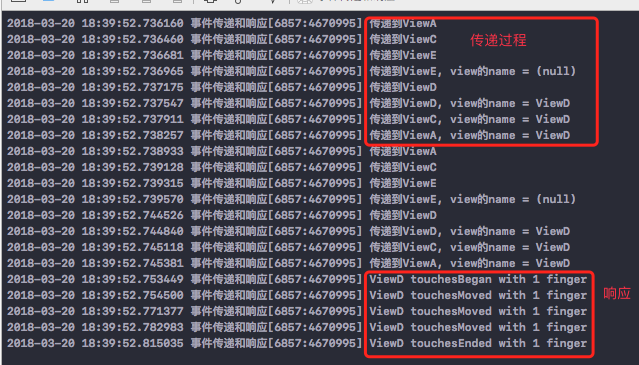 2018-03-20 18:39:52.736160 事件传递和响应[6857:4670995] 传递到ViewA
2018-03-20 18:39:52.736460 事件传递和响应[6857:4670995] 传递到ViewC
传递过程
2018-03-20 18:39:52.736681 事件传递和响应[6857:4670995] 传递到ViewE
2018-03-20 18:39:52.736965 事件传递和响应[6857:4670995] 传递到ViewE, view的name = (null)
2018-03-20 18:39:52.737175 事件传递和响应[6857:4670995] 传递到ViewD
2018-03-20 18:39:52.737547 事件传递和响应[6857:4670995] 传递到ViewD, view的name = ViewD
2018-03-20 18:39:52.737911 事件传递和响应[6857:4670995] 传递到ViewC, view的name = ViewD
2018-03-20 18:39:52.738257 事件传递和响应[6857:4670995] 传递到ViewA, view的name = ViewD
2018-03-20 18:39:52.738933 事件传递和响应[6857:4670995] 传递到ViewA
2018-03-20 18:39:52.739128 事件传递和响应[6857:4670995] 传递到ViewC
2018-03-20 18:39:52.739315 事件传递和响应[6857:4670995] 传递到ViewE
2018-03-20 18:39:52.739570 事件传递和响应[6857:4670995] 传递到ViewE, view的name = (null)
2018-03-20 18:39:52.744526 事件传递和响应[6857:4670995] 传递到ViewD
2018-03-20 18:39:52.744840 事件传递和响应[6857:4670995] 传递到ViewD, view的name = ViewD
2018-03-20 18:39:52.745118 事件传递和响应[6857:4670995] 传递到ViewC, view的name = ViewD
2018-03-20 18:39:52.745381 事件传递和响应[6857:4670995] 传递到ViewA, view的name = ViewD
2018-03-20 18:39:52.753449 事件传递和响应[6857:4670995] ViewD touchesBegan with 1 finger
2018-03-20 18:39:52.754500 事件传递和响应[6857:4670995] ViewD touchesMoved with 1 finger
响应
2018-03-20 18:39:52.771377 事件传递和响应[6857:4670995] ViewD touchesMoved with 1 finger
2018-03-20 18:39:52.782983 事件传递和响应[6857:4670995] ViewD touchesMoved with 1 finger
2018-03-20 18:39:52.815035 事件传递和响应[6857:4670995] ViewD touchesEnded with 1 finger